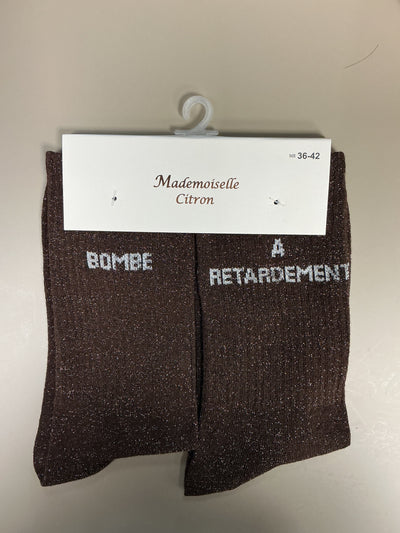 36-42
Mademoiselle
Citron
BOMBE
A
RETARDEMENT